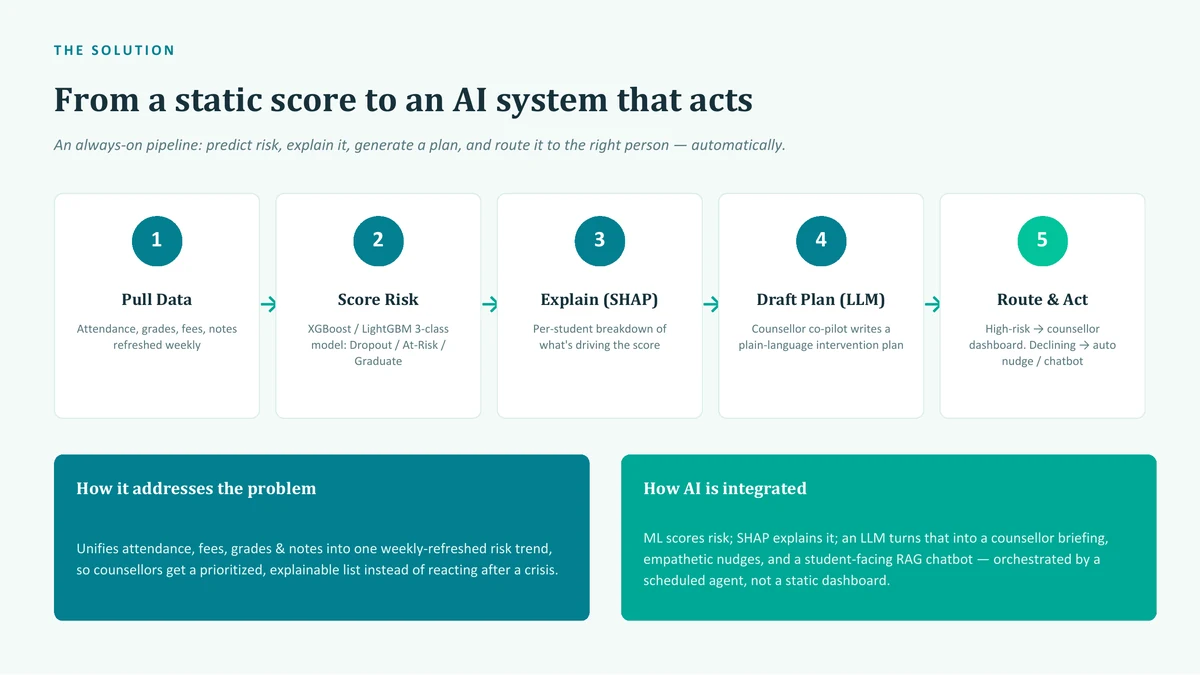 THE SOLUTION
From a static score to an AI system that acts
An always-on pipeline: predict risk, explain it, generate a plan, and route it to the right person — automatically.
1
Pull Data
Attendance, grades, fees, notes
refreshed weekly
→
2
Score Risk
XGBoost / LightGBM 3-class
model: Dropout / At-Risk /
Graduate
→
3
Explain (SHAP)
Per-student breakdown of
what's driving the score
→
4
Draft Plan (LLM)
Counsellor co-pilot writes a
plain-language intervention plan
→
5
Route & Act
High-risk → counsellor
dashboard. Declining → auto
nudge / chatbot
How it addresses the problem
Unifies attendance, fees, grades & notes into one weekly-refreshed risk trend,
so counsellors get a prioritized, explainable list instead of reacting after a crisis.
How AI is integrated
ML scores risk; SHAP explains it; an LLM turns that into a counsellor briefing,
empathetic nudges, and a student-facing RAG chatbot — orchestrated by a
scheduled agent, not a static dashboard.